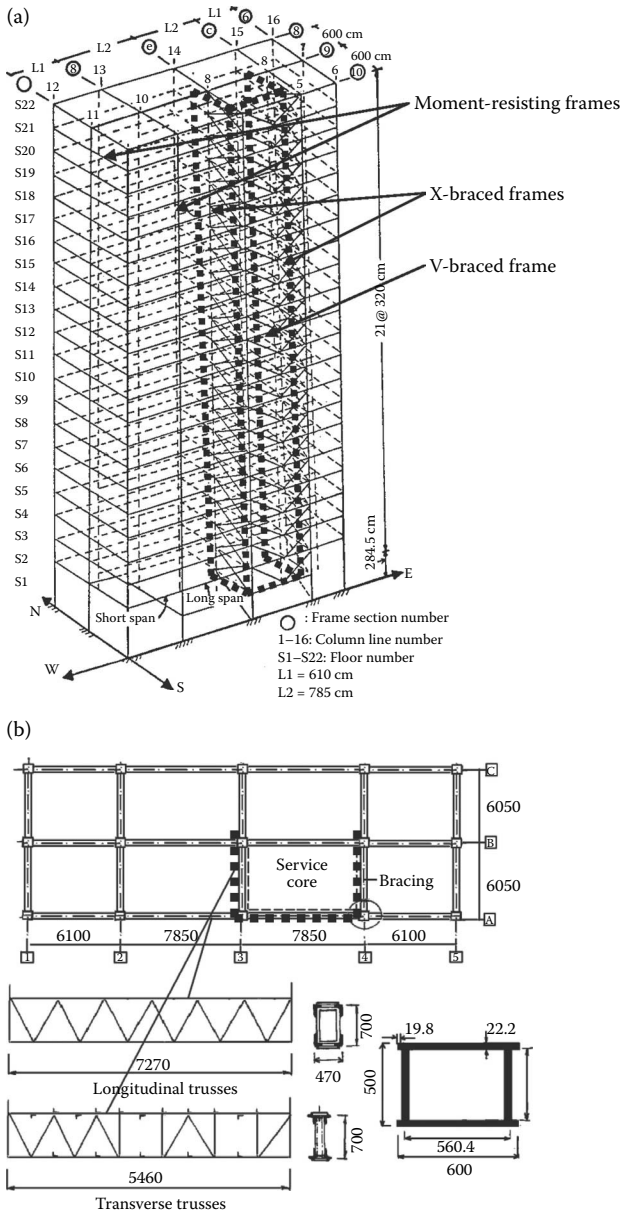 (a)
L1
6
16
8
600 cm
L2
c
15
9
L2
e
14
8
7
600 cm
L1
8
13
8
5
6
10
12
11
10
S22
S21
S20
S19
S18
S17
S16
S15
S14
S13
S12
S11
S10
S9
S8
S7
S6
S5
S4
S3
S2
S1
Moment-resisting frames
X-braced frames
V-braced frame
21@ 320 cm
284.5 cm
Short span
Long span
N
W
S
E
: Frame section number
1–16: Column line number
S1–S22: Floor number
L1 = 610 cm
L2 = 785 cm
(b)
C
6050
B
Service
core
Bracing
6050
A
6100
7850
7850
6100
1
2
3
4
5
7270
Longitudinal trusses
700
470
5460
Transverse trusses
700
19.8
22.2
500
560.4
600